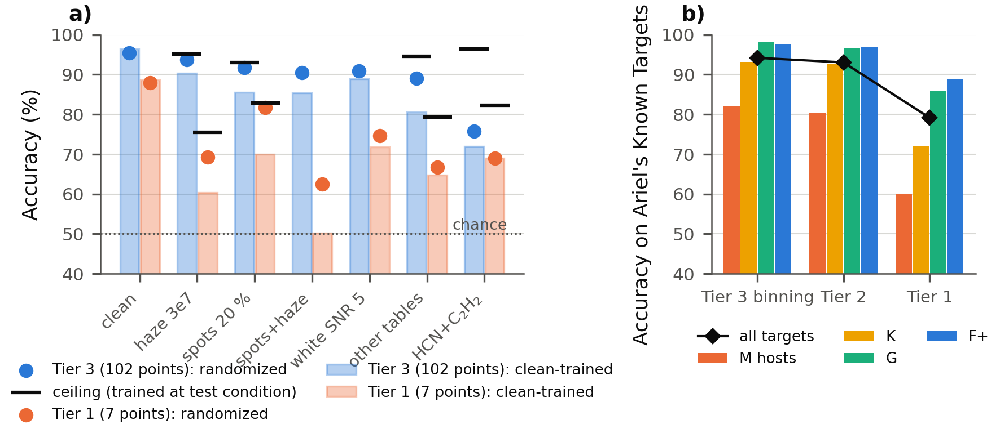 a)
Accuracy (%)
100
90
80
70
60
50
40
chance
clean
haze 3e7
spots 20 %
spots+haze
white SNR 5
other tables
HCN+C₂H₂
Tier 3 (102 points): randomized
ceiling (trained at test condition)
Tier 1 (7 points): randomized
Tier 3 (102 points): clean-trained
Tier 1 (7 points): clean-trained
b)
Accuracy on Ariel's Known Targets
100
90
80
70
60
50
40
Tier 3 binning
Tier 2
Tier 1
all targets
M hosts
K
G
F+